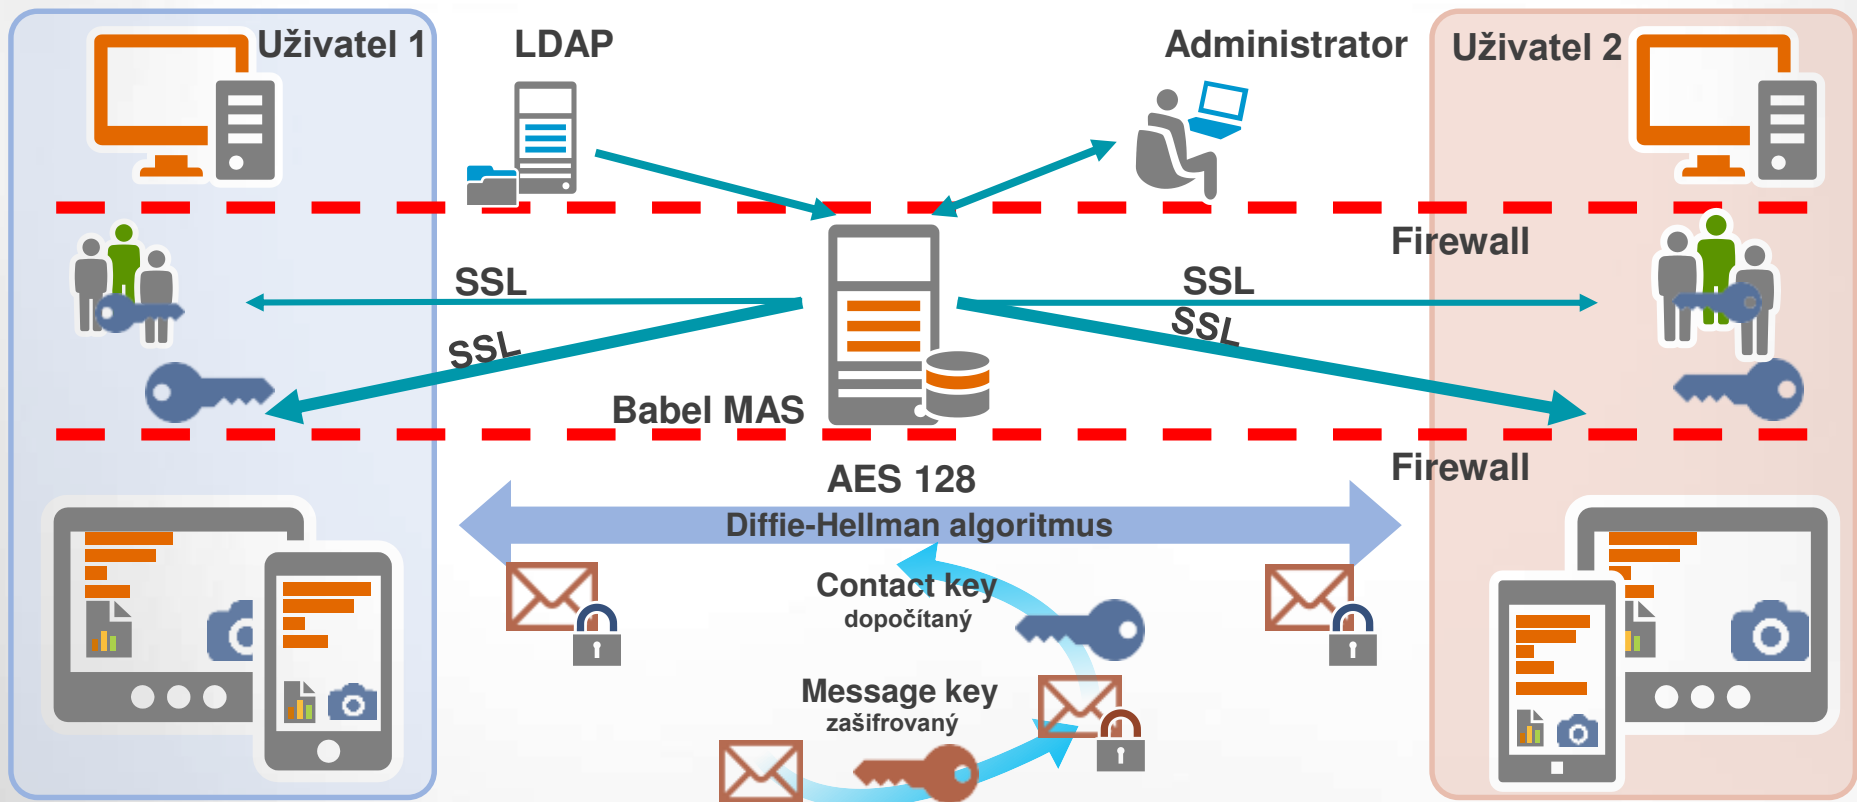 Uživatel 1
LDAP
Administrator
Uživatel 2
Firewall
SSL
SSL
SSL
SSL
Babel MAS
Firewall
AES 128
Diffie-Hellman algoritmus
Contact key
dopočítaný
Message key
zašifrovaný